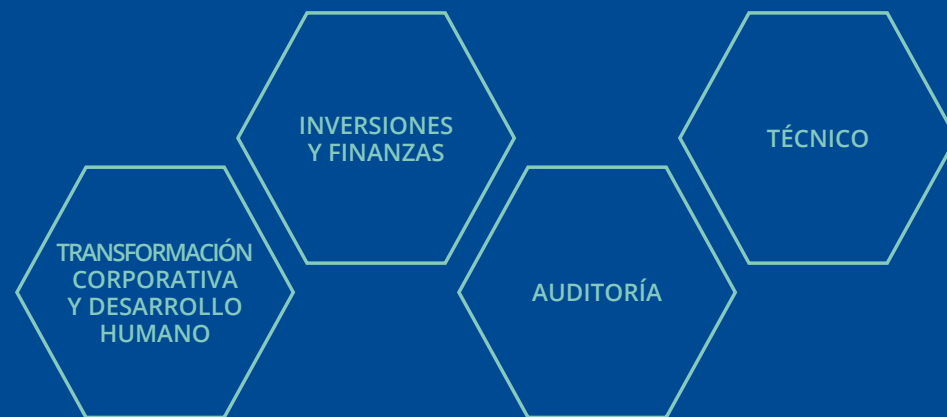 TRANSFORMACIÓN
CORPORATIVA
Y DESARROLLO
HUMANO
INVERSIONES
Y FINANZAS
AUDITORÍA
TÉCNICO